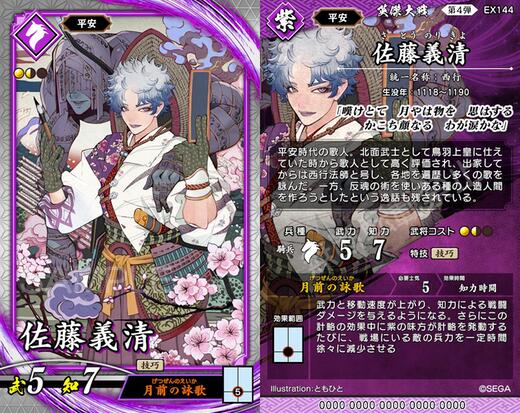 平安
佐藤義清
技巧
武5 知7
げつぜんのえいか
月前の詠歌
5
紫
平安
英傑大戦 第4弾 EX144
さとうのりきよ
佐藤義清
統一名称：西行
生没年：1118～1190
「嘆けとて 月やは物を 思はする
かこち顔なる わが涙かな」
平安時代の歌人。北面武士として鳥羽上皇に仕え
ていた時から歌人として高く評価され、出家して
からは西行法師と号し、各地を遍歴し多くの歌を
詠んだ。一方、反魂の術を使いある種の人造人間
を作ろうとしたという逸話も残されている。
兵種 武力 知力 武将コスト
騎兵 5 7
特技 技巧
げつぜんのえいか 必要士気 効果時間
月前の詠歌 5 知力時間
効果範囲
武力と移動速度が上がり、知力による戦闘
ダメージを与えるようになる。さらにこの
計略の効果中に紫の味方が計略を発動する
たびに、戦場にいる敵の兵力を一定時間
徐々に減少させる
Illustration：ともひと
©SEGA
0000 0000 0000 0000 0000